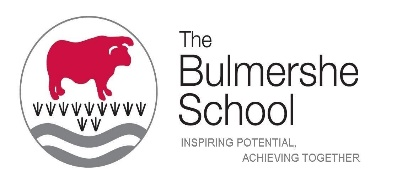 The
Bulmershe
School
INSPIRING POTENTIAL,
ACHIEVING TOGETHER